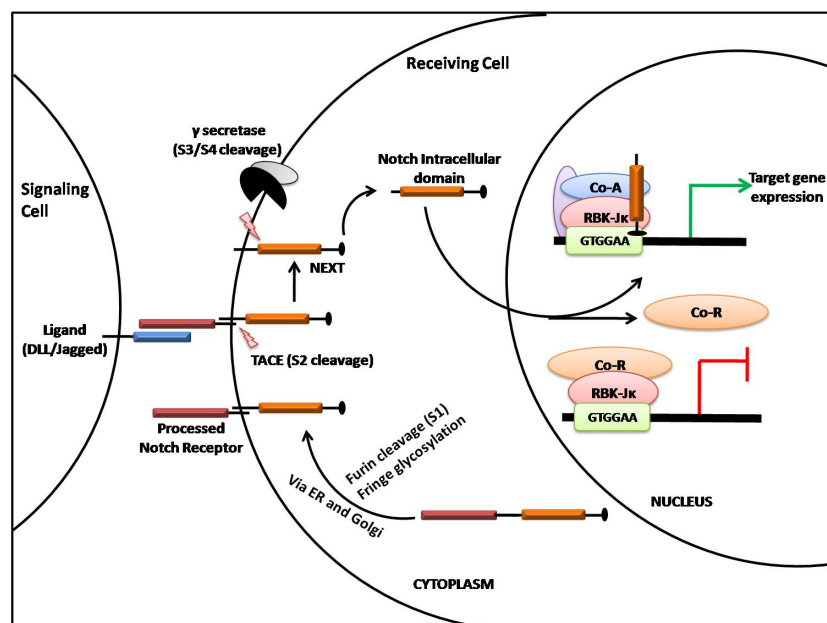 Receiving Cell
γ secretase
(S3/S4 cleavage)
Notch Intracellular
domain
Signaling
Cell
Co-A
RBK-Jκ
GTGGAA
Target gene
expression
NEXT
Ligand
(DLL/Jagged)
TACE (S2 cleavage)
Co-R
Co-R
RBK-Jκ
GTGGAA
Processed
Notch Receptor
Furin cleavage (S1)
Fringe glycosylation
Via ER and Golgi
NUCLEUS
CYTOPLASM